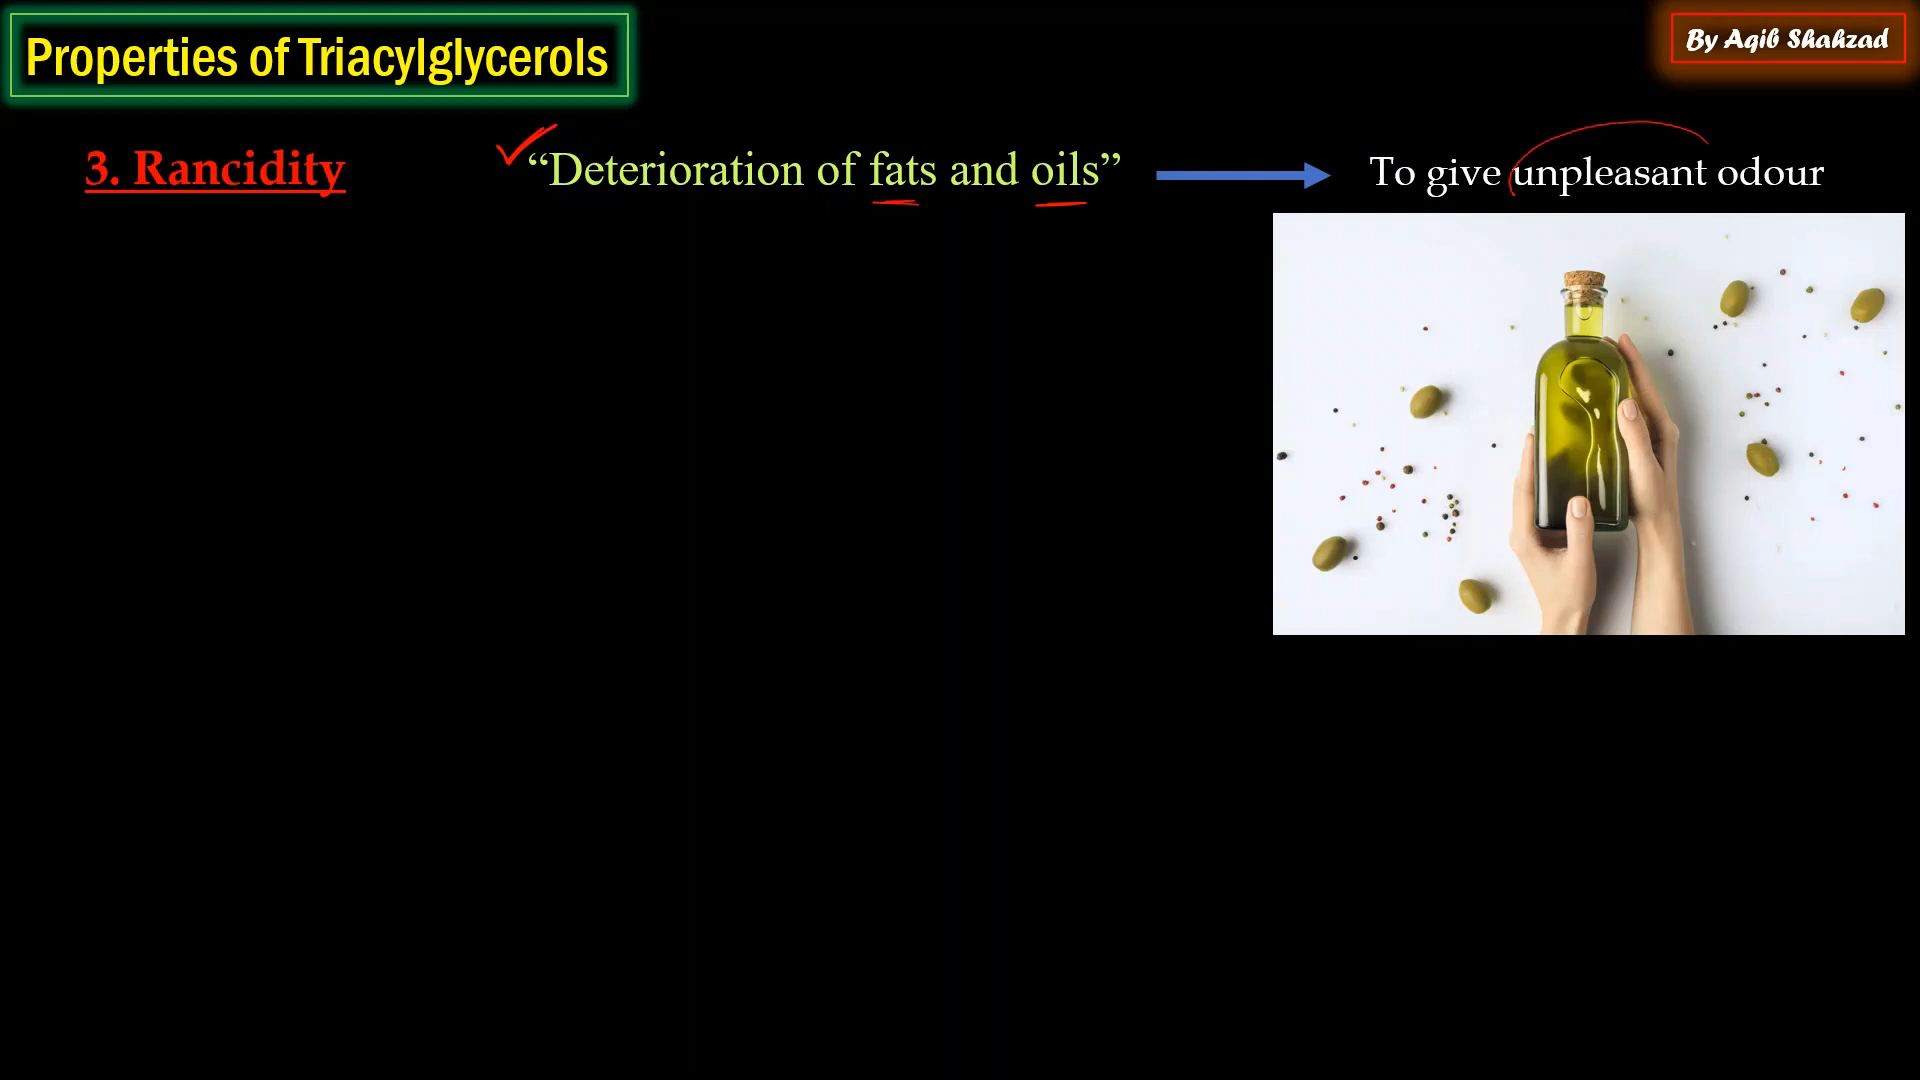 Properties of Triacylglycerols
By Aqib Shahzad
3. Rancidity
“Deterioration of fats and oils”
To give unpleasant odour